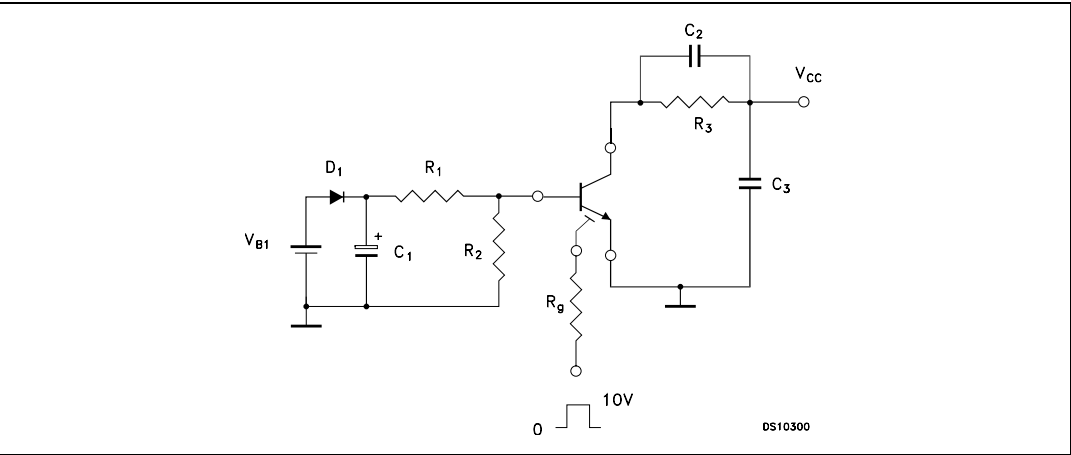 C2
VCC
R3
D1
R1
C3
+
VB1
C1
R2
Rg
10V
0
DS10300